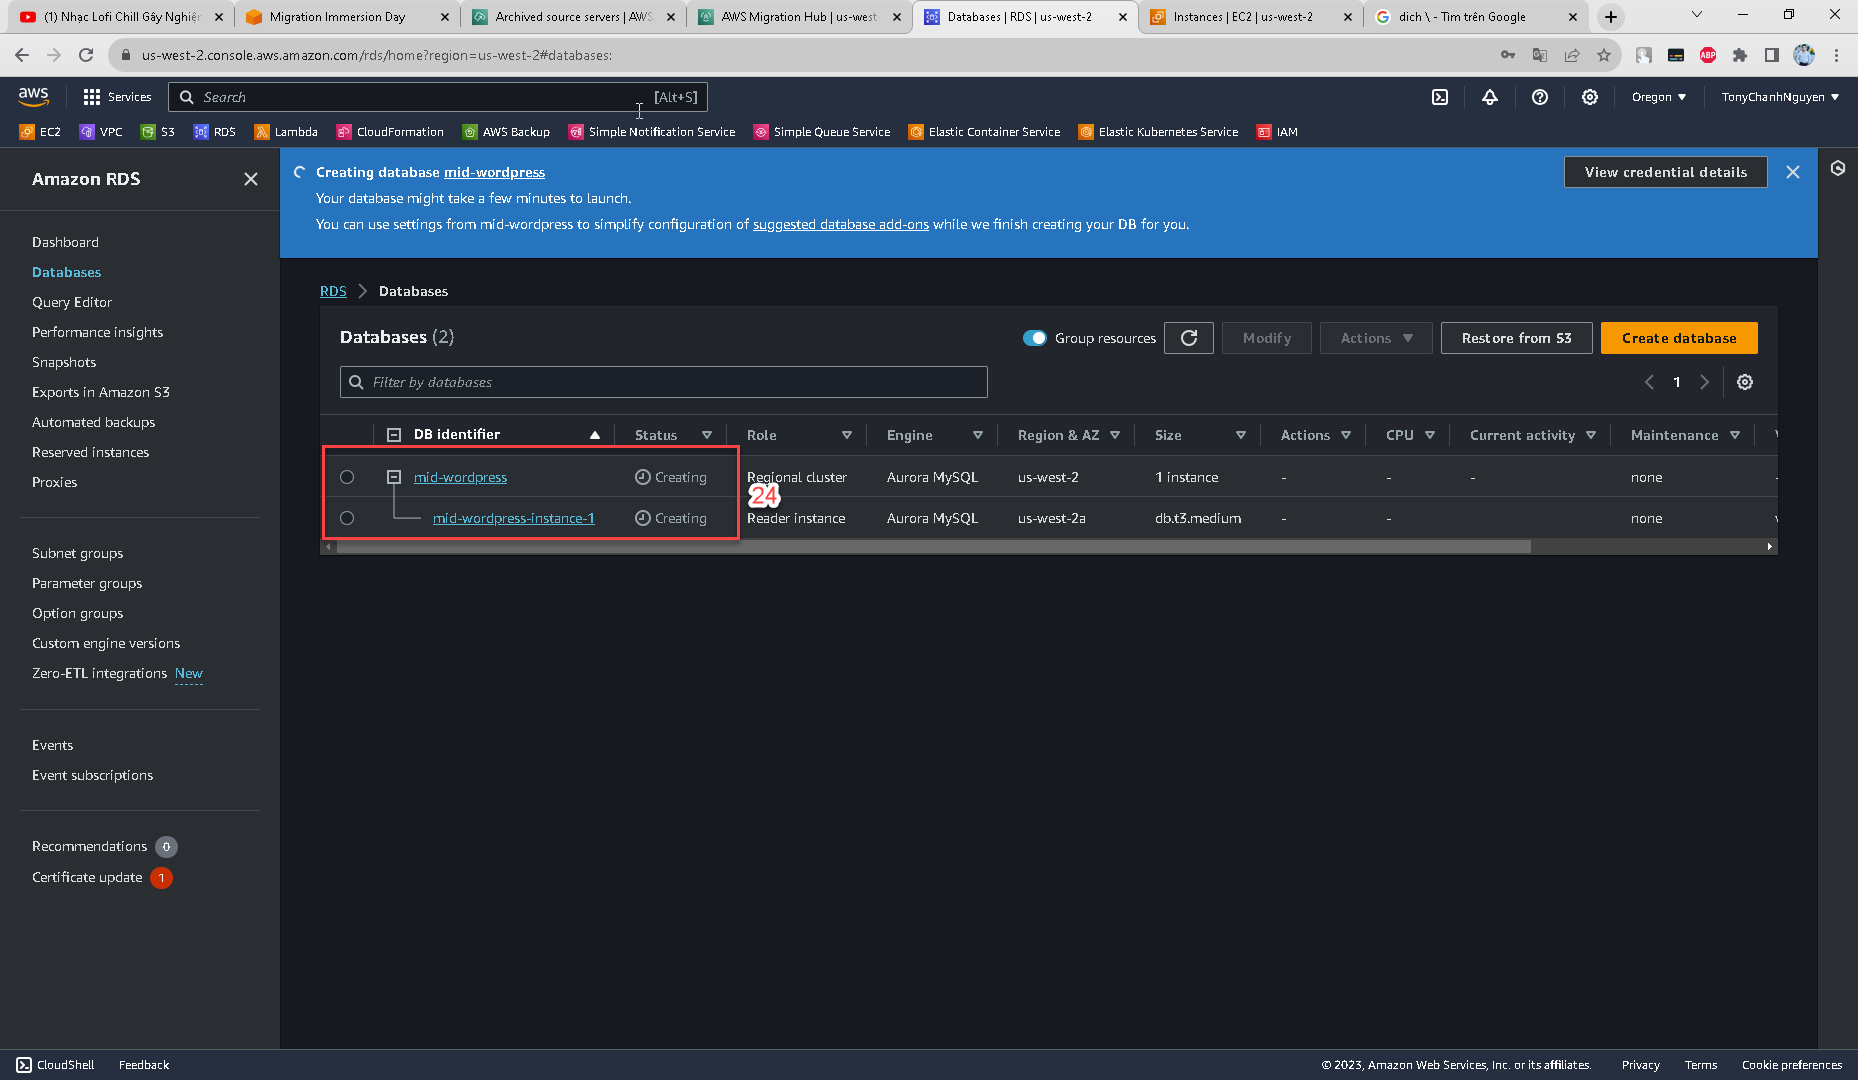 (1) Nhạc Lofi Chill Gây Nghiện
Migration Immersion Day
Archived source servers | AWS
AWS Migration Hub | us-west-
Databases | RDS | us-west-2
Instances | EC2 | us-west-2
dich \ - Tìm trên Google
us-west-2.console.aws.amazon.com/rds/home?region=us-west-2#databases:
ABP
aws
Services
Search
[Alt+S]
Oregon
TonyChanhNguyen
EC2
VPC
S3
RDS
Lambda
CloudFormation
AWS Backup
Simple Notification Service
Simple Queue Service
Elastic Container Service
Elastic Kubernetes Service
IAM
Amazon RDS
Dashboard
Databases
Query Editor
Performance insights
Snapshots
Exports in Amazon S3
Automated backups
Reserved instances
Proxies
Subnet groups
Parameter groups
Option groups
Custom engine versions
Zero-ETL integrations New
Events
Event subscriptions
Recommendations 0
Certificate update 1
Creating database mid-wordpress
View credential details
Your database might take a few minutes to launch.
You can use settings from mid-wordpress to simplify configuration of suggested database add-ons while we finish creating your DB for you.
RDS > Databases
Databases (2)
Group resources
Modify
Actions
Restore from S3
Create database
Filter by databases
1
DB identifier Status Role Engine Region & AZ Size Actions CPU Current activity Maintenance
mid-wordpress Creating Regional cluster Aurora MySQL us-west-2 1 instance - - - none -
24
mid-wordpress-instance-1 Creating Reader instance Aurora MySQL us-west-2a db.t3.medium - - none
CloudShell
Feedback
© 2023, Amazon Web Services, Inc. or its affiliates.
Privacy
Terms
Cookie preferences